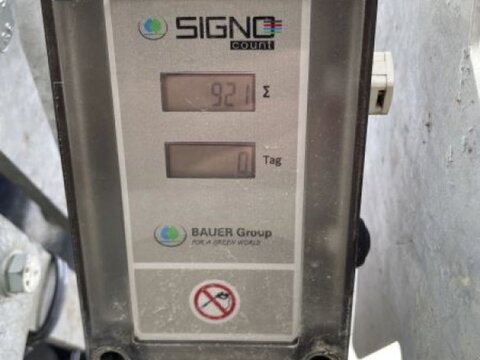 SIGNO
count
921 Σ
0 Tag
BAUER Group
FOR A GREEN WORLD